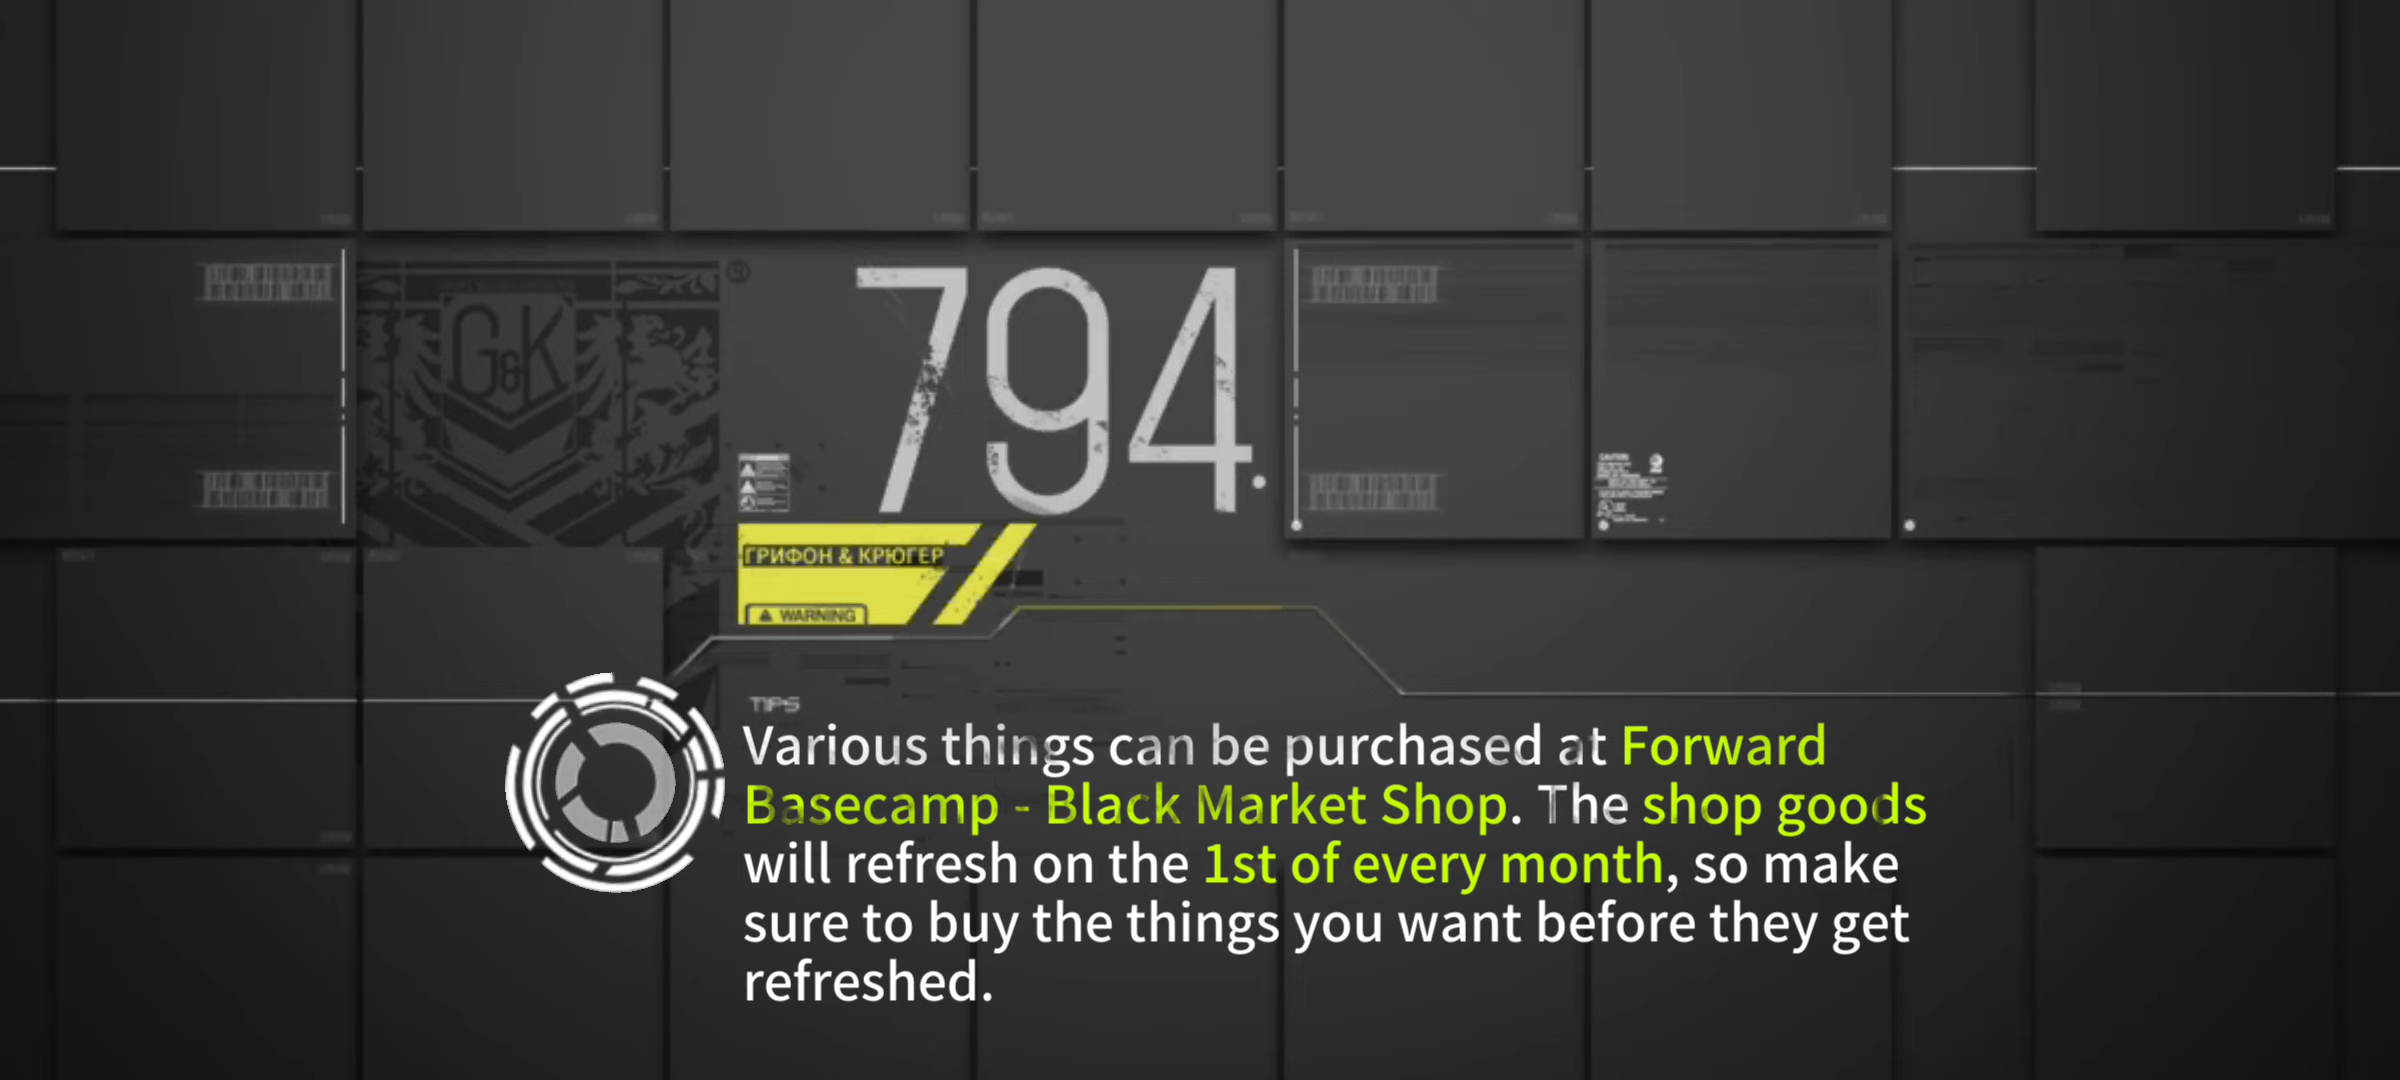 G&K
794.
ГРИФОН & КРЮГЕР
WARNING
TIPS
Various things can be purchased at Forward
Basecamp - Black Market Shop. The shop goods
will refresh on the 1st of every month, so make
sure to buy the things you want before they get
refreshed.